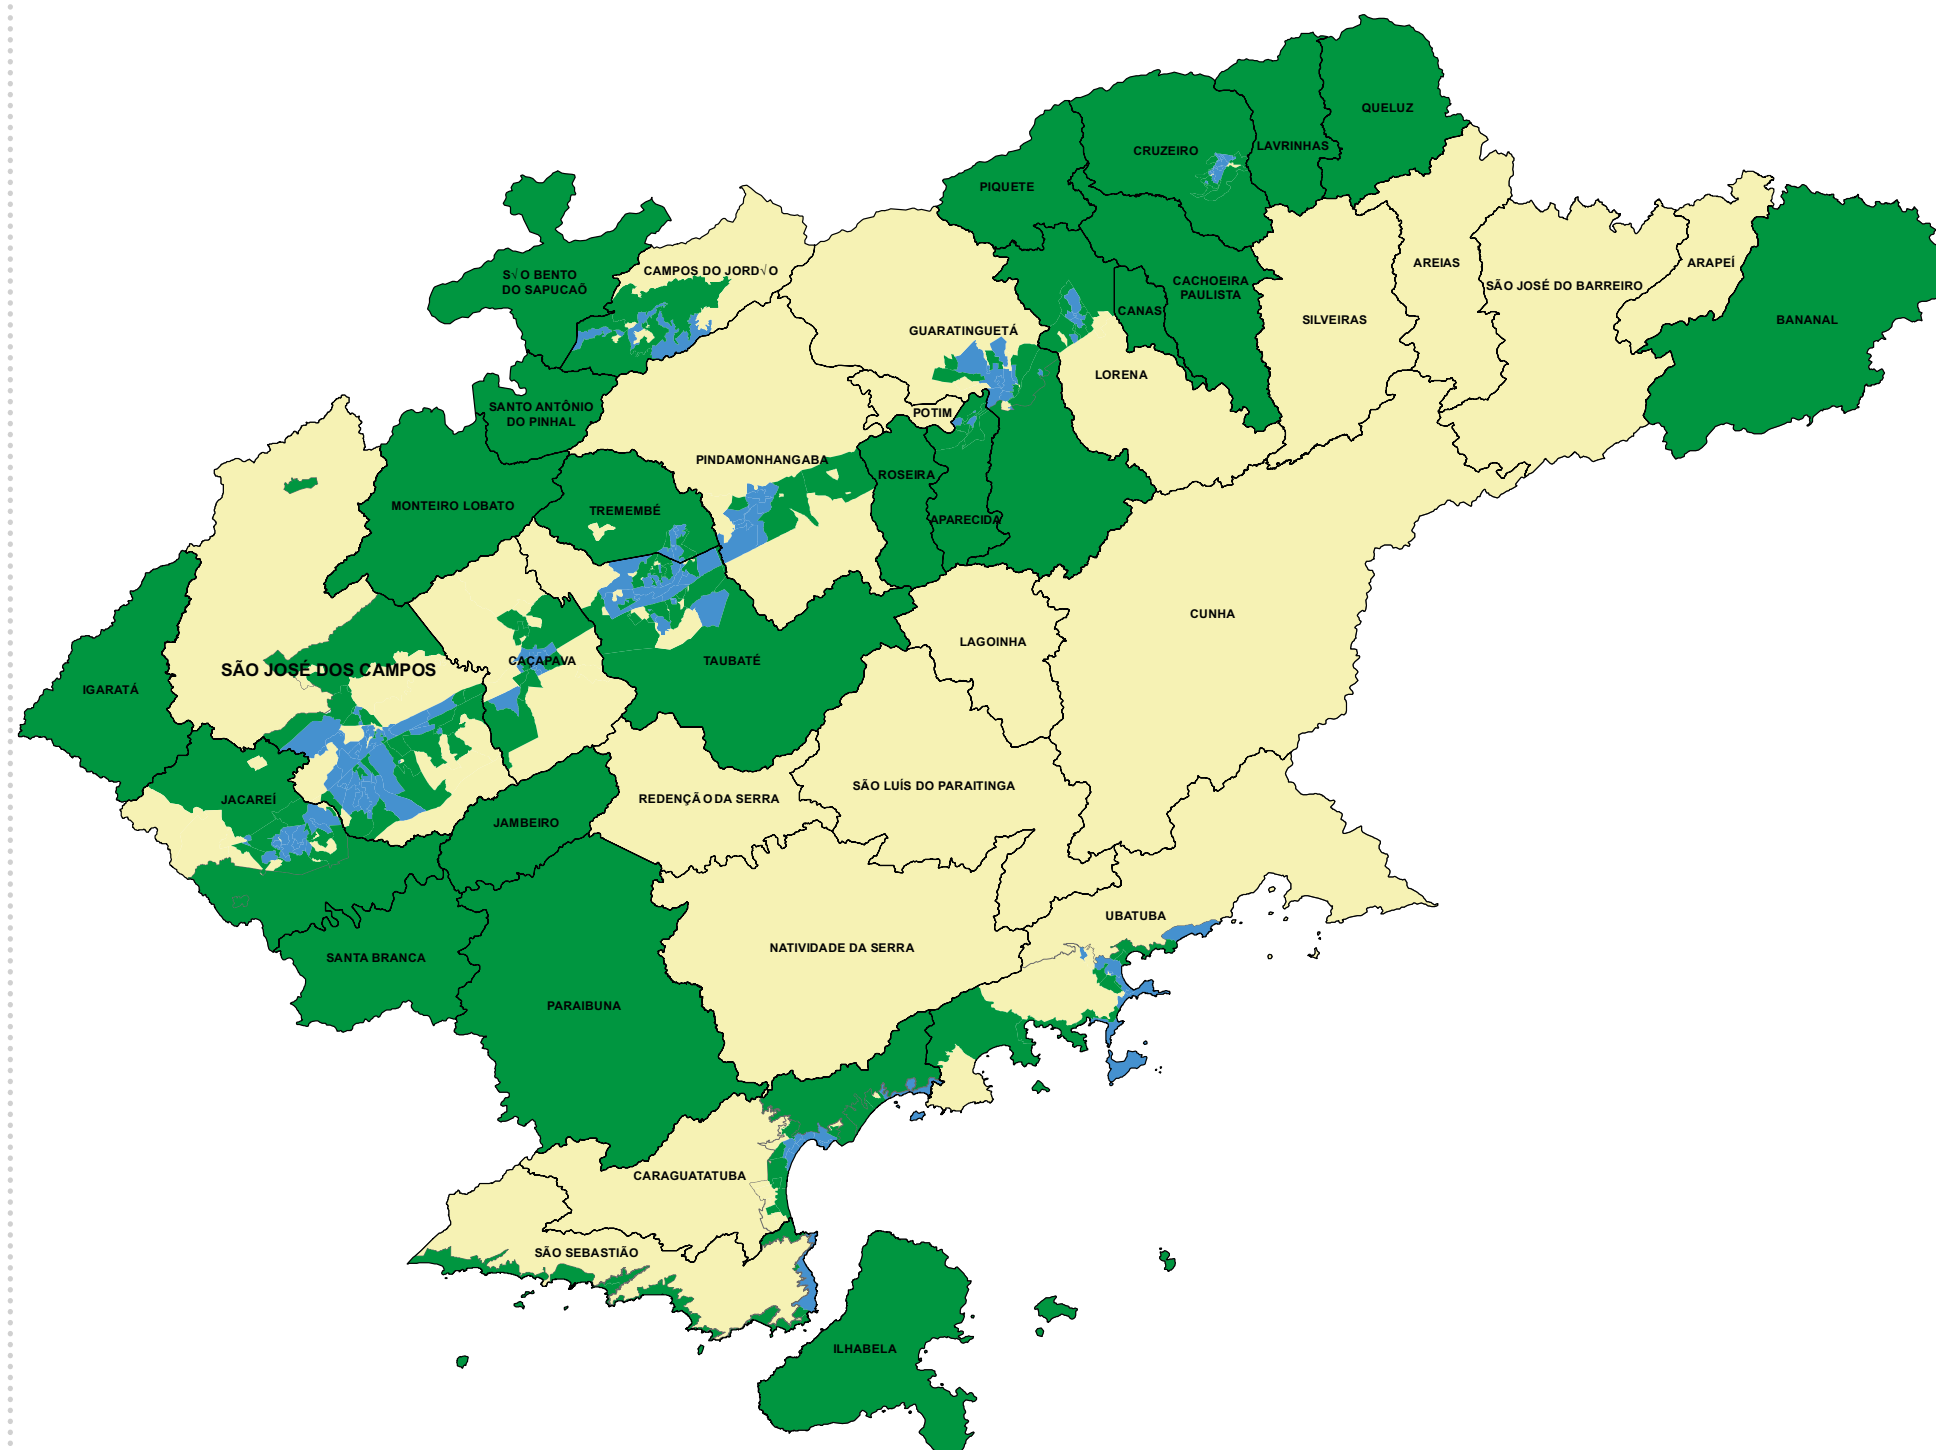 QUELUZ
LAVRINHAS
CRUZEIRO
PIQUETE
S√O BENTO
DO SAPUCAÕ
CAMPOS DO JORD√O
CACHOEIRA
PAULISTA
CANAS
AREIAS
ARAPEÍ
SÃO JOSÉ DO BARREIRO
SILVEIRAS
BANANAL
GUARATINGUETÁ
LORENA
SANTO ANTÔNIO
DO PINHAL
POTIM
PINDAMONHANGABA
ROSEIRA
MONTEIRO LOBATO
TREMEMBÉ
APARECIDA
CUNHA
LAGOINHA
CAÇAPAVA
TAUBATÉ
SÃO JOSÉ DOS CAMPOS
IGARATÁ
SÃO LUÍS DO PARAITINGA
REDENÇÃO DA SERRA
JACAREÍ
JAMBEIRO
UBATUBA
NATIVIDADE DA SERRA
SANTA BRANCA
PARAIBUNA
CARAGUATATUBA
SÃO SEBASTIÃO
ILHABELA